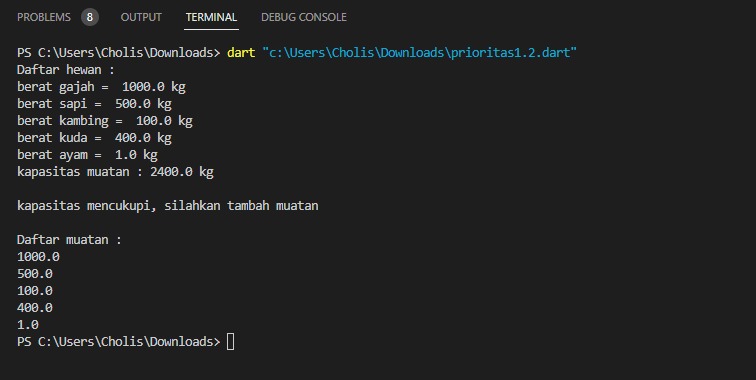 PROBLEMS 8 OUTPUT TERMINAL DEBUG CONSOLE
PS C:\Users\Cholis\Downloads> dart "c:\Users\Cholis\Downloads\prioritas1.2.dart"
Daftar hewan :
berat gajah =  1000.0 kg
berat sapi =  500.0 kg
berat kambing =  100.0 kg
berat kuda =  400.0 kg
berat ayam =  1.0 kg
kapasitas muatan : 2400.0 kg
kapasitas mencukupi, silahkan tambah muatan
Daftar muatan :
1000.0
500.0
100.0
400.0
1.0
PS C:\Users\Cholis\Downloads>